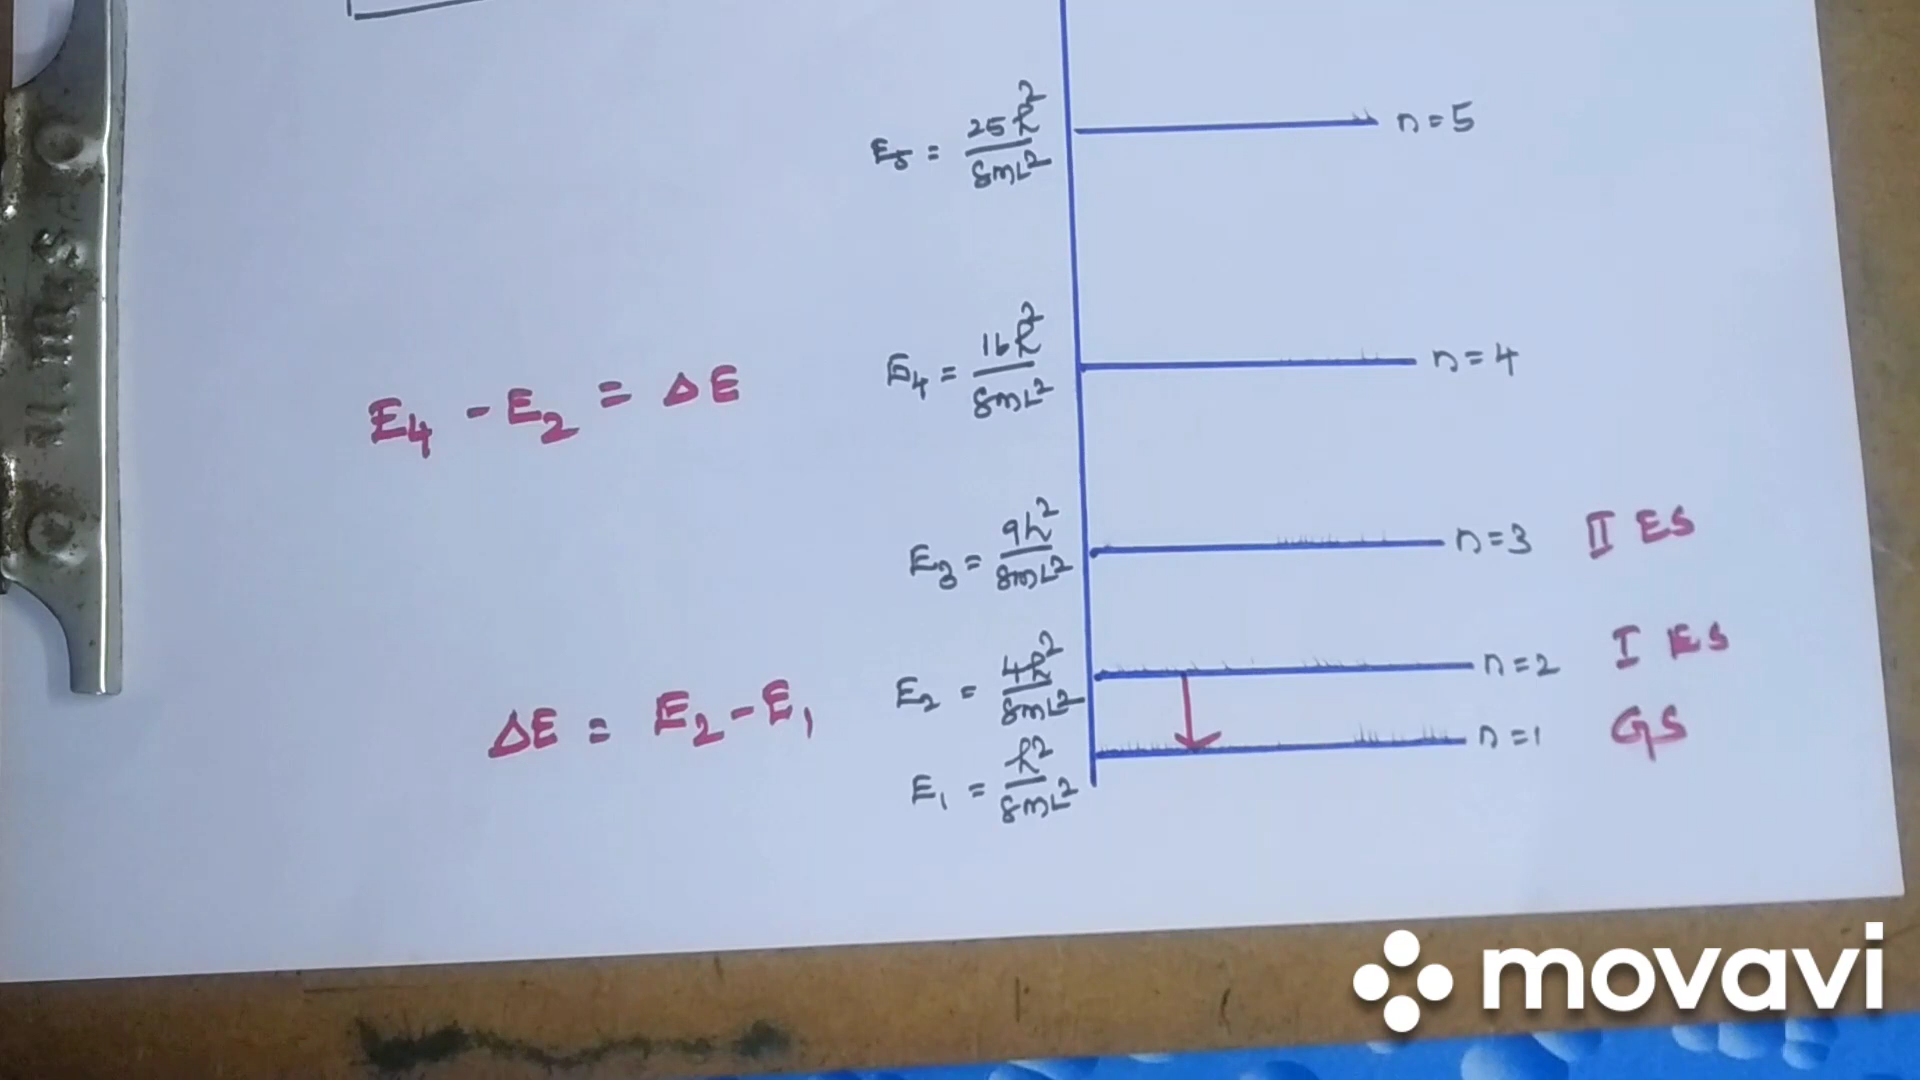 E₅ = 25h²/8mL² n=5
E₄ = 16h²/8mL² n=4
E₄ - E₂ = ΔE
E₃ = 9h²/8mL² n=3 II ES
E₂ = 4h²/8mL² n=2 I ES
ΔE = E₂-E₁
E₁ = h²/8mL² n=1 GS
movavi